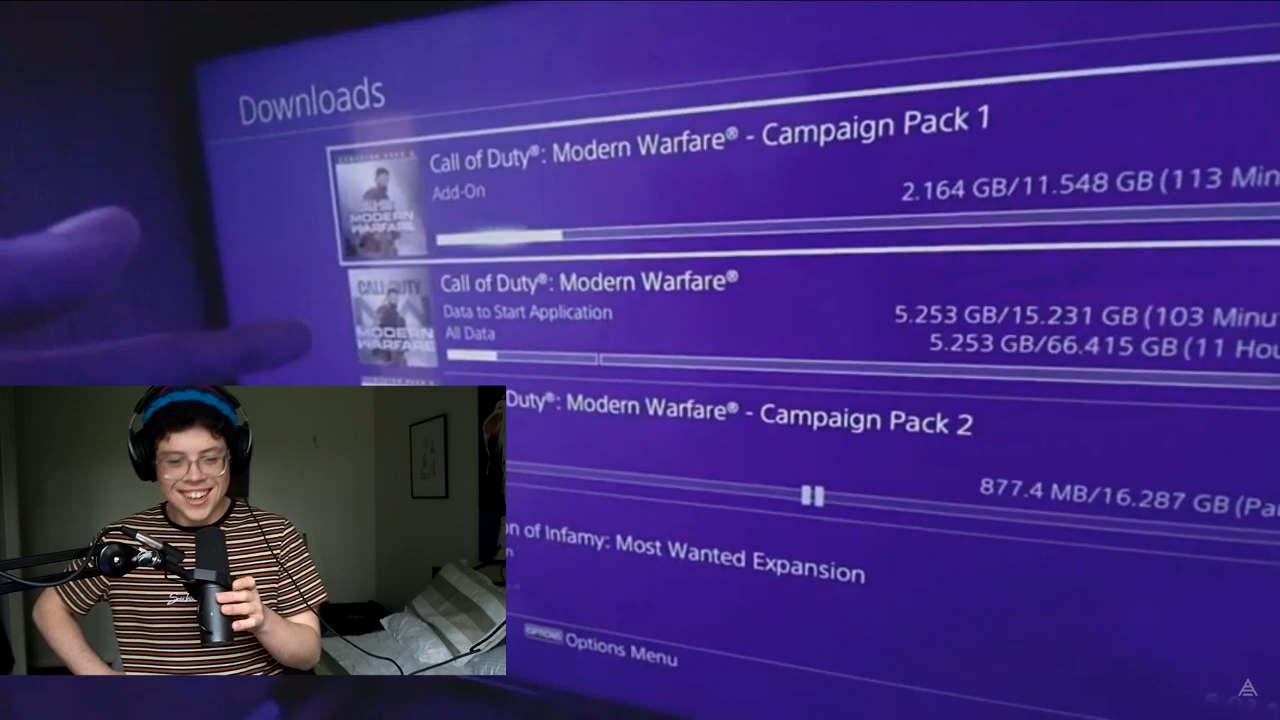 Downloads
Call of Duty®: Modern Warfare® - Campaign Pack 1
Add-On
2.164 GB/11.548 GB (113 Min
MODERN
WARFARE
Call of Duty®: Modern Warfare®
Data to Start Application
5.253 GB/15.231 GB (103 Minu
All Data
5.253 GB/66.415 GB (11 Hou
CALL OF DUTY
MODERN
WARFARE
Duty®: Modern Warfare® - Campaign Pack 2
877.4 MB/16.287 GB (Pau
n of Infamy: Most Wanted Expansion
n
OPTIONS Options Menu